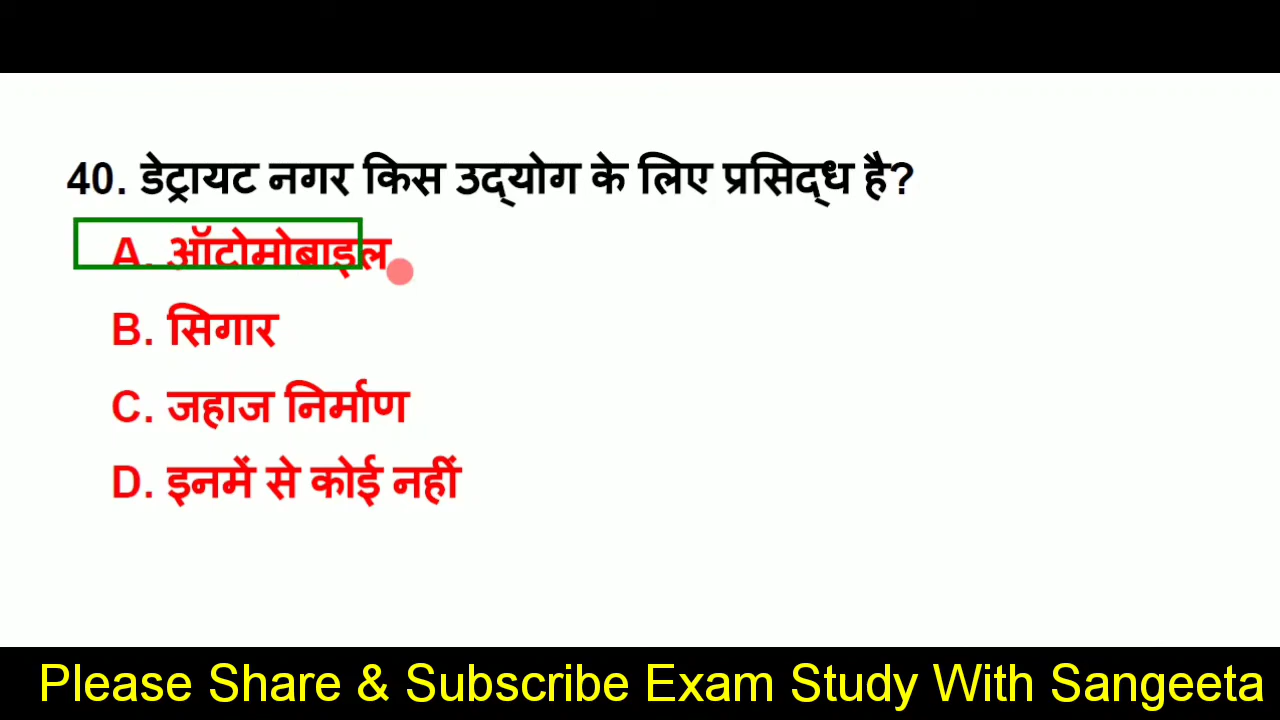 40. डेट्रायट नगर किस उद्योग के लिए प्रसिद्ध है?
A. ऑटोमोबाइल
B. सिगार
C. जहाज निर्माण
D. इनमें से कोई नहीं
Please Share & Subscribe Exam Study With Sangeeta